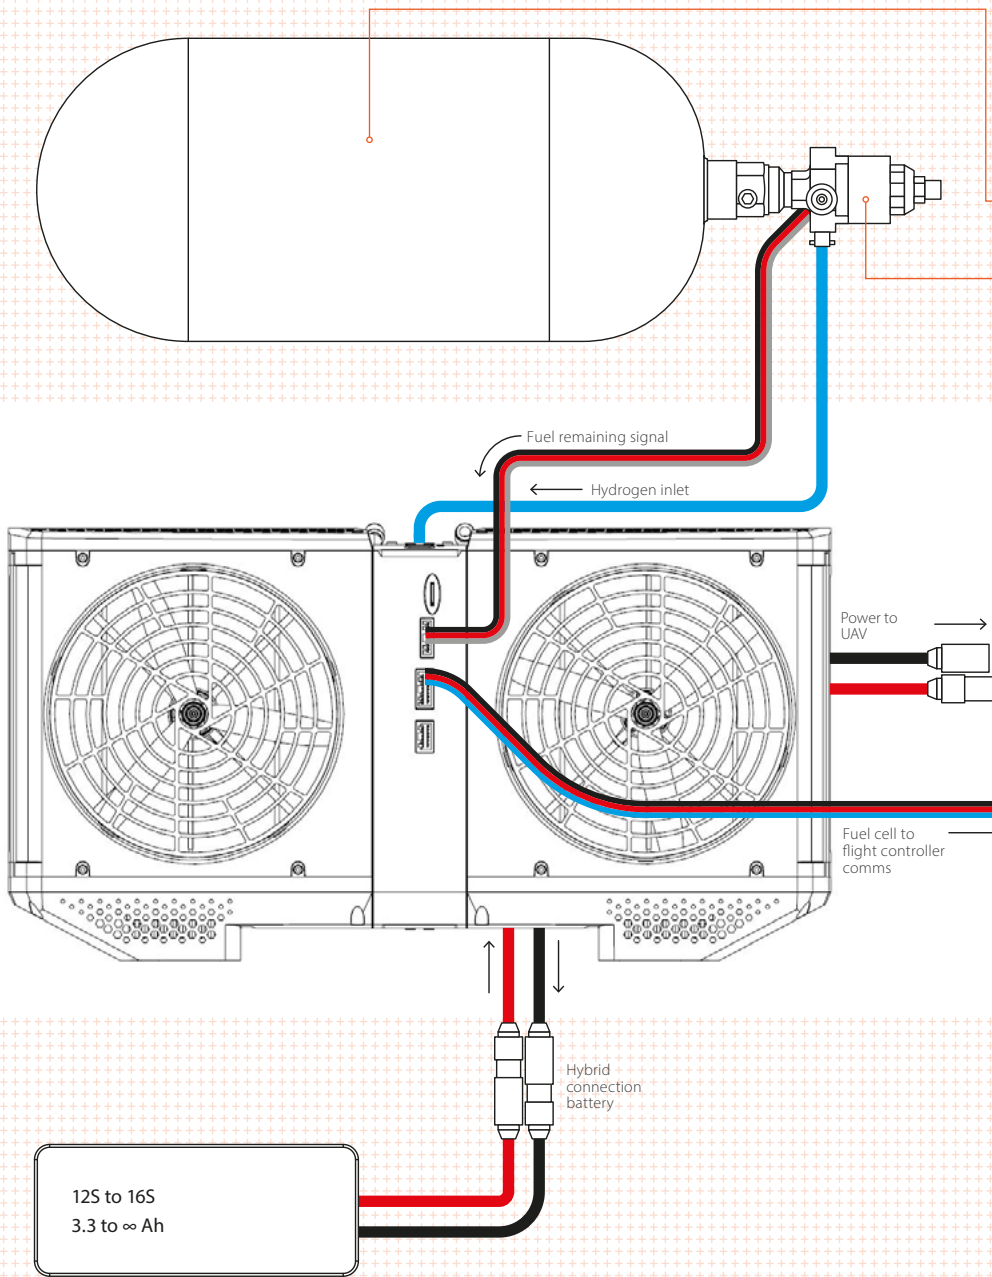 Fuel remaining signal
Hydrogen inlet
Power to
UAV
Fuel cell to
flight controller
comms
Hybrid
connection
battery
12S to 16S
3.3 to ∞ Ah